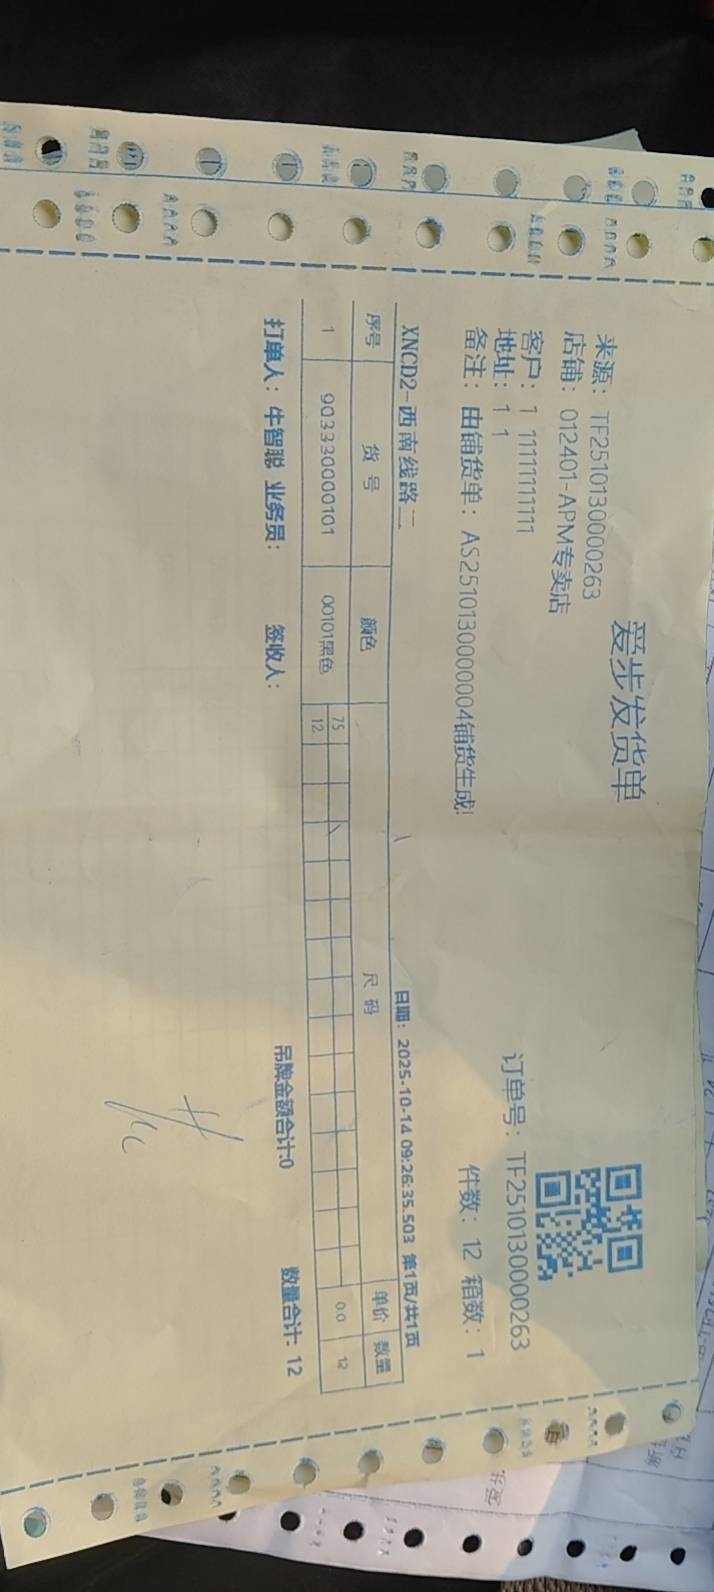 爱步发货单
来源：TF2510130000263
店铺：012401-APM专卖店
订单号：TF2510130000263
客户：1 11111111111
地址：1 1
件数：12 箱数：1
备注：由铺货单：AS2510130000004铺货生成!
XNCD2-西南线路二 日期：2025-10-14 09:26:35.503 第1页/共1页
序号 货号 颜色 尺码 单价 数量
75
1 903330000101 00101黑色 0.0 12
12
吊牌金额合计:0 数量合计：12
打单人：牛智聪 业务员： 签收人：